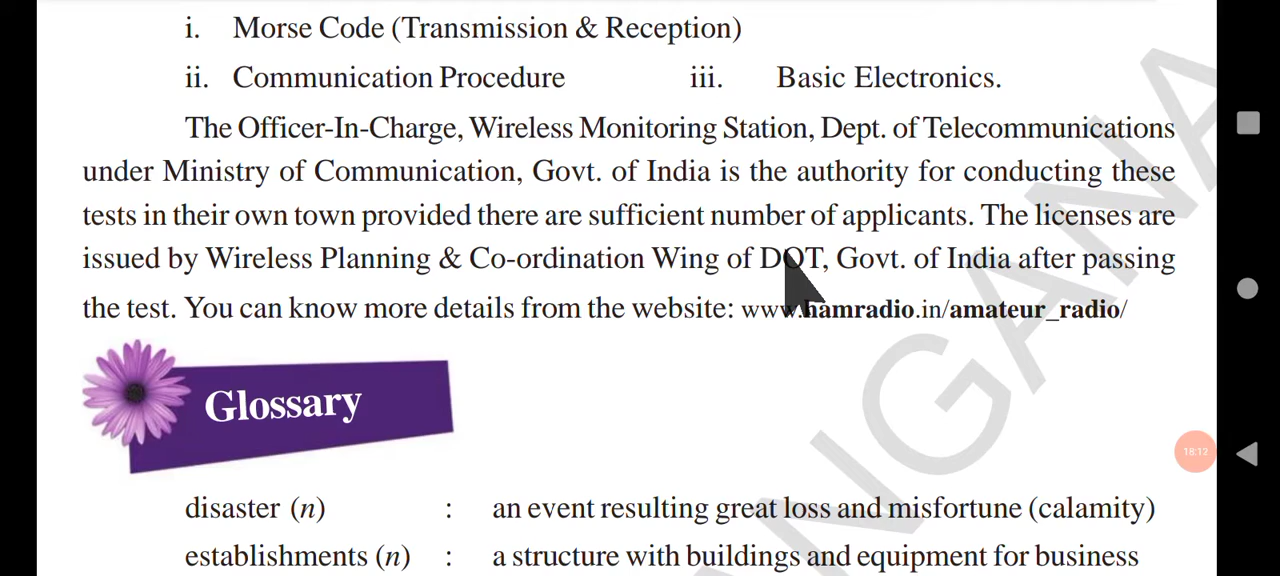 i. Morse Code (Transmission & Reception)
ii. Communication Procedure iii. Basic Electronics.
The Officer-In-Charge, Wireless Monitoring Station, Dept. of Telecommunications
under Ministry of Communication, Govt. of India is the authority for conducting these
tests in their own town provided there are sufficient number of applicants. The licenses are
issued by Wireless Planning & Co-ordination Wing of DOT, Govt. of India after passing
the test. You can know more details from the website: www.hamradio.in/amateur_radio/
Glossary
18:12
disaster (n) : an event resulting great loss and misfortune (calamity)
establishments (n) : a structure with buildings and equipment for business